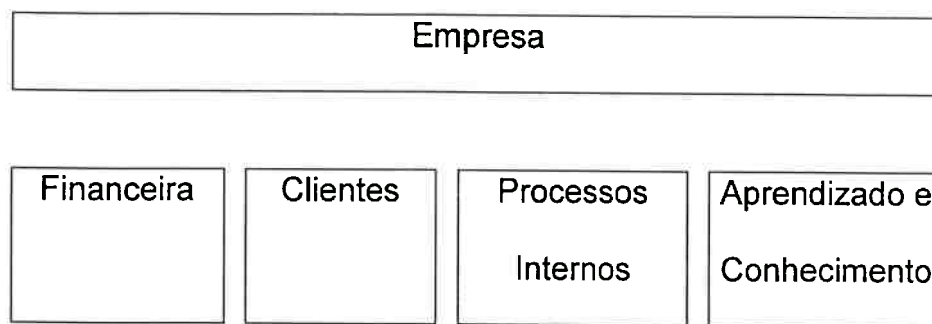 Empresa
Financeira
Clientes
Processos
Internos
Aprendizado e
Conhecimento